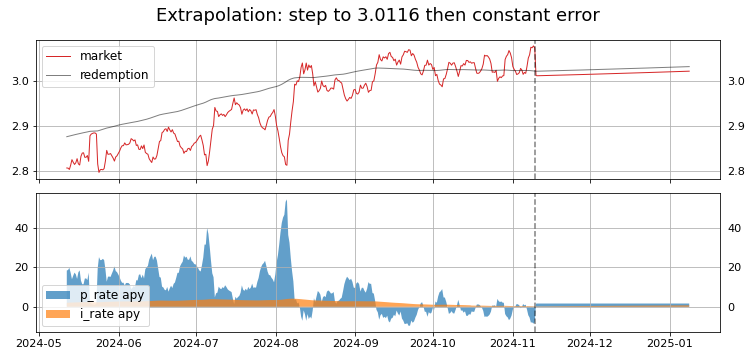 Extrapolation: step to 3.0116 then constant error
market
redemption
3.0 3.0
2.9 2.9
2.8 2.8
40 40
20 20
0 0
p_rate apy
i_rate apy
2024-05 2024-06 2024-07 2024-08 2024-09 2024-10 2024-11 2024-12 2025-01